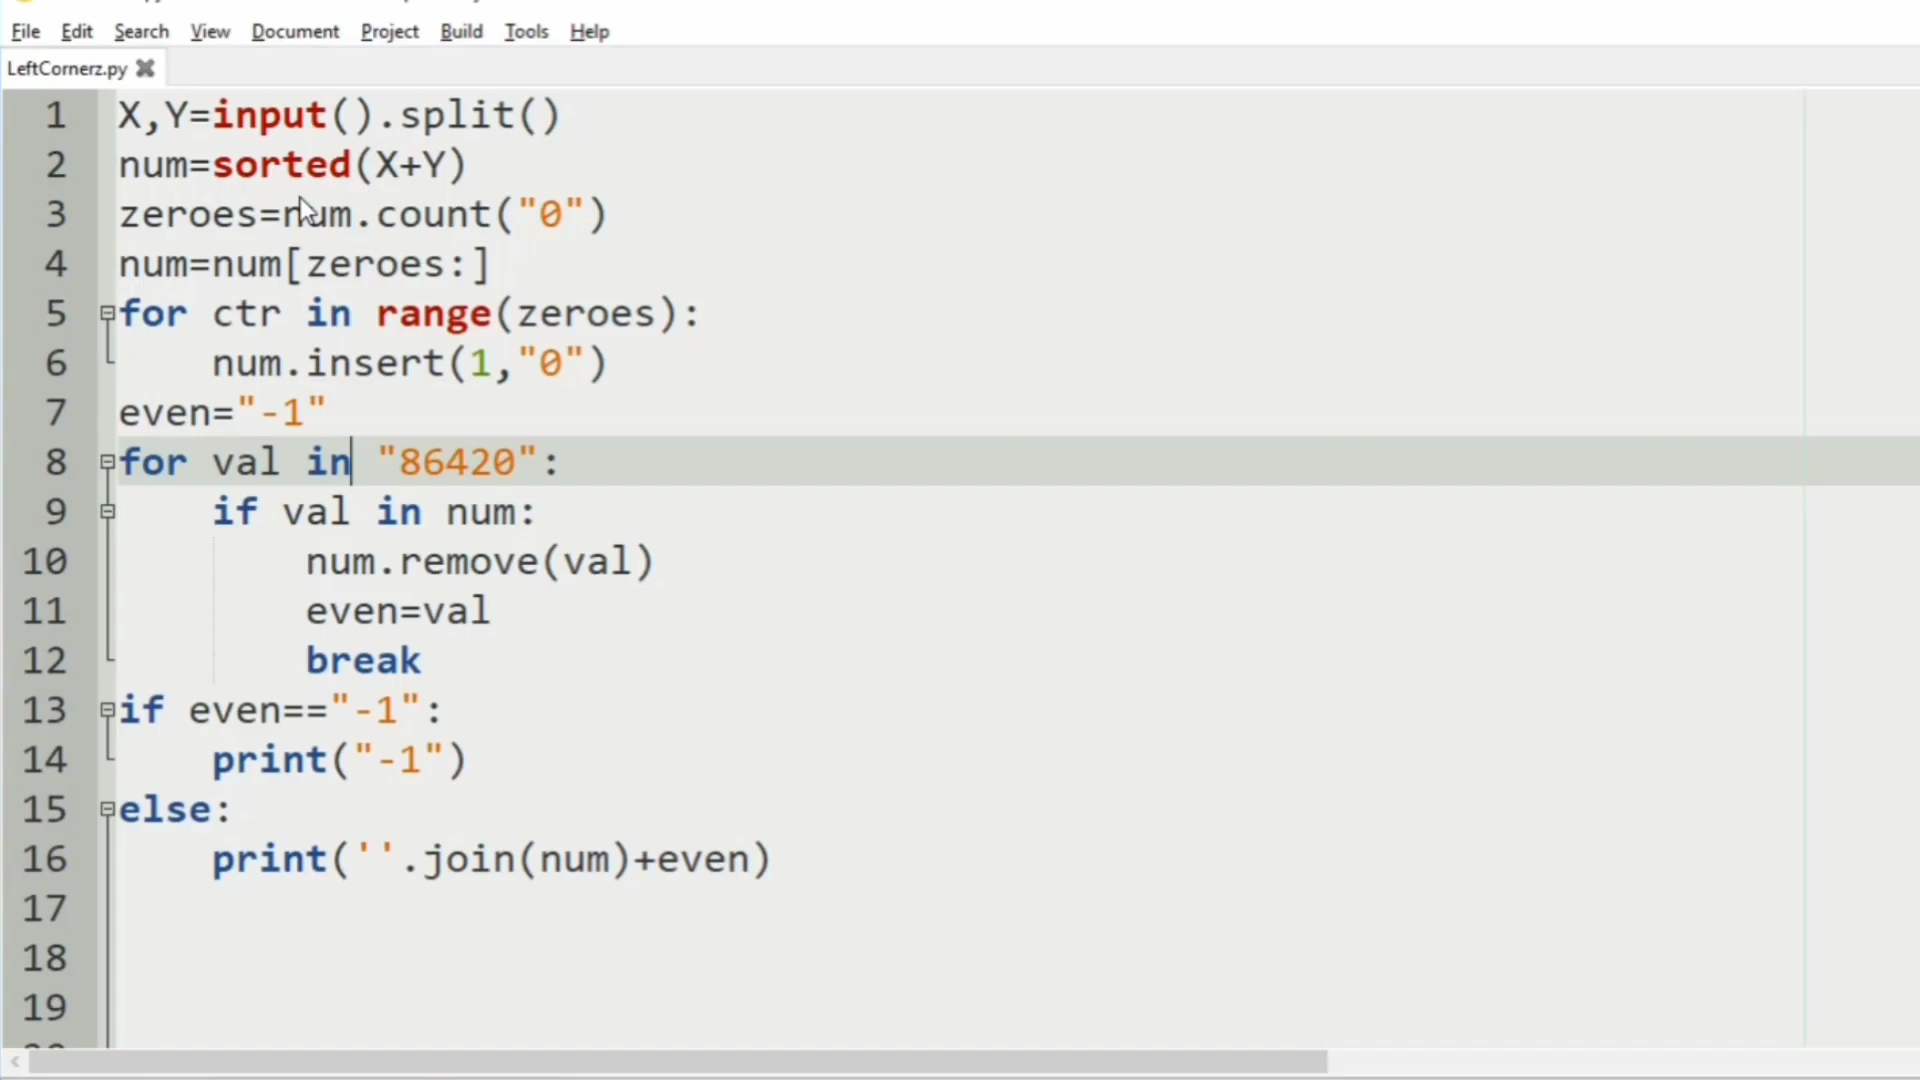 File Edit Search View Document Project Build Tools Help
LeftCornerz.py
1 X,Y=input().split()
2 num=sorted(X+Y)
3 zeroes=num.count("0")
4 num=num[zeroes:]
5 for ctr in range(zeroes):
6     num.insert(1,"0")
7 even="-1"
8 for val in "86420":
9     if val in num:
10         num.remove(val)
11         even=val
12         break
13 if even=="-1":
14     print("-1")
15 else:
16     print(''.join(num)+even)
17
18
19